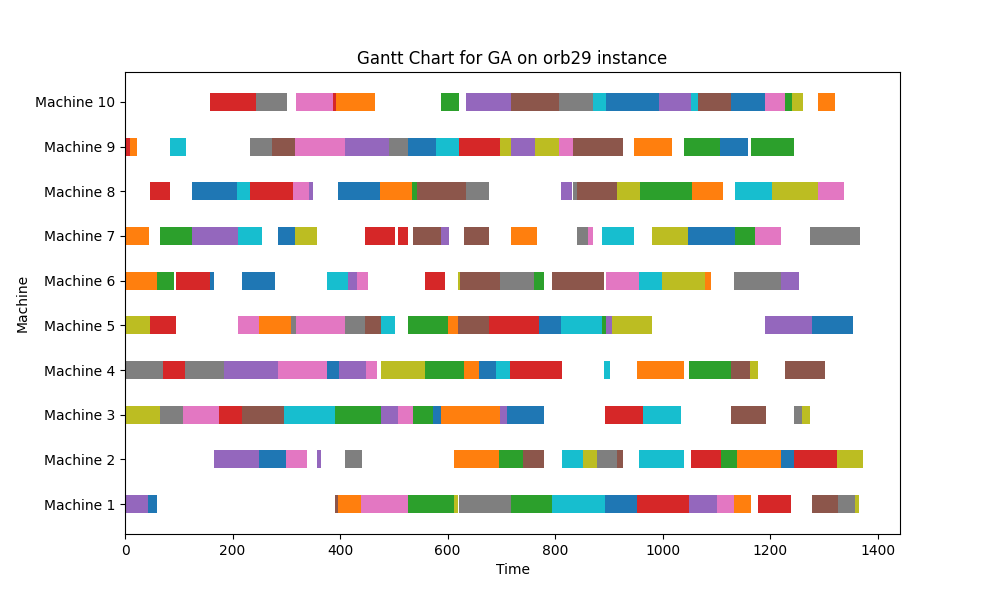 Gantt Chart for GA on orb29 instance
Machine 10
Machine 9
Machine 8
Machine 7
Machine 6
Machine 5
Machine 4
Machine 3
Machine 2
Machine 1
Machine
0 200 400 600 800 1000 1200 1400
Time